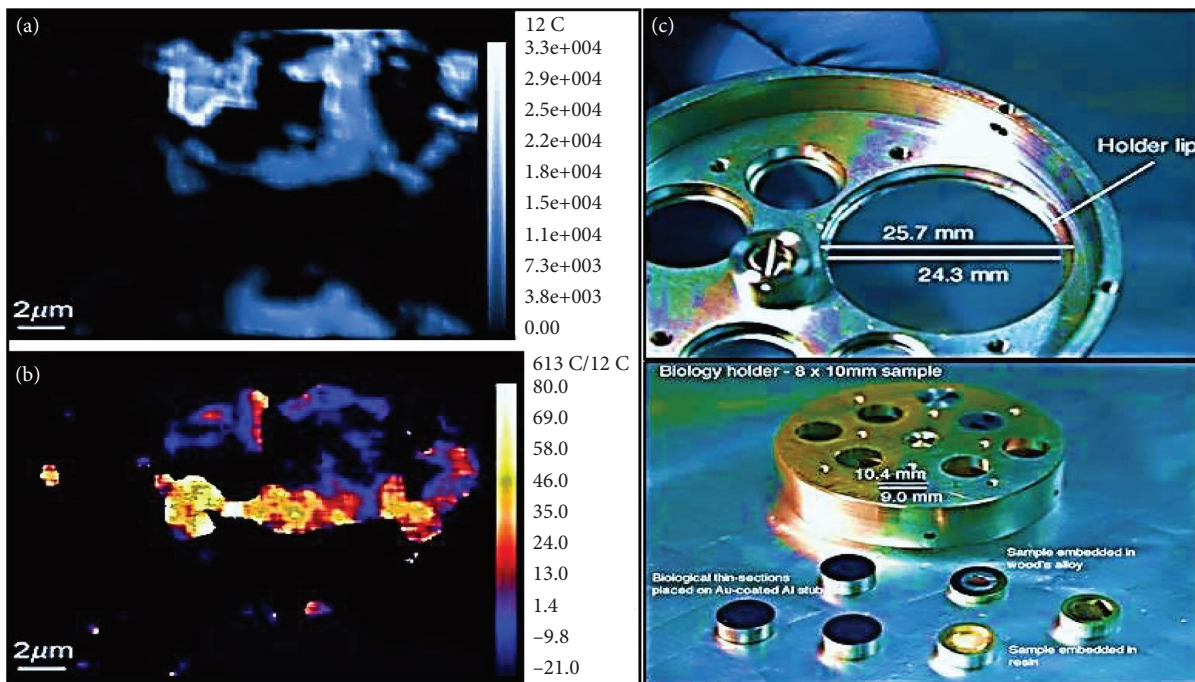 (a)
12 C
3.3e+004
2.9e+004
2.5e+004
2.2e+004
1.8e+004
1.5e+004
1.1e+004
7.3e+003
3.8e+003
0.00
2μm
(b)
613 C/12 C
80.0
69.0
58.0
46.0
35.0
24.0
13.0
1.4
−9.8
−21.0
2μm
(c)
Holder lip
25.7 mm
24.3 mm
Biology holder - 8 x 10mm sample
10.4 mm
9.0 mm
Sample embedded in
wood's alloy
Biological thin-sections
placed on Au-coated Al stub
Sample embedded in
resin